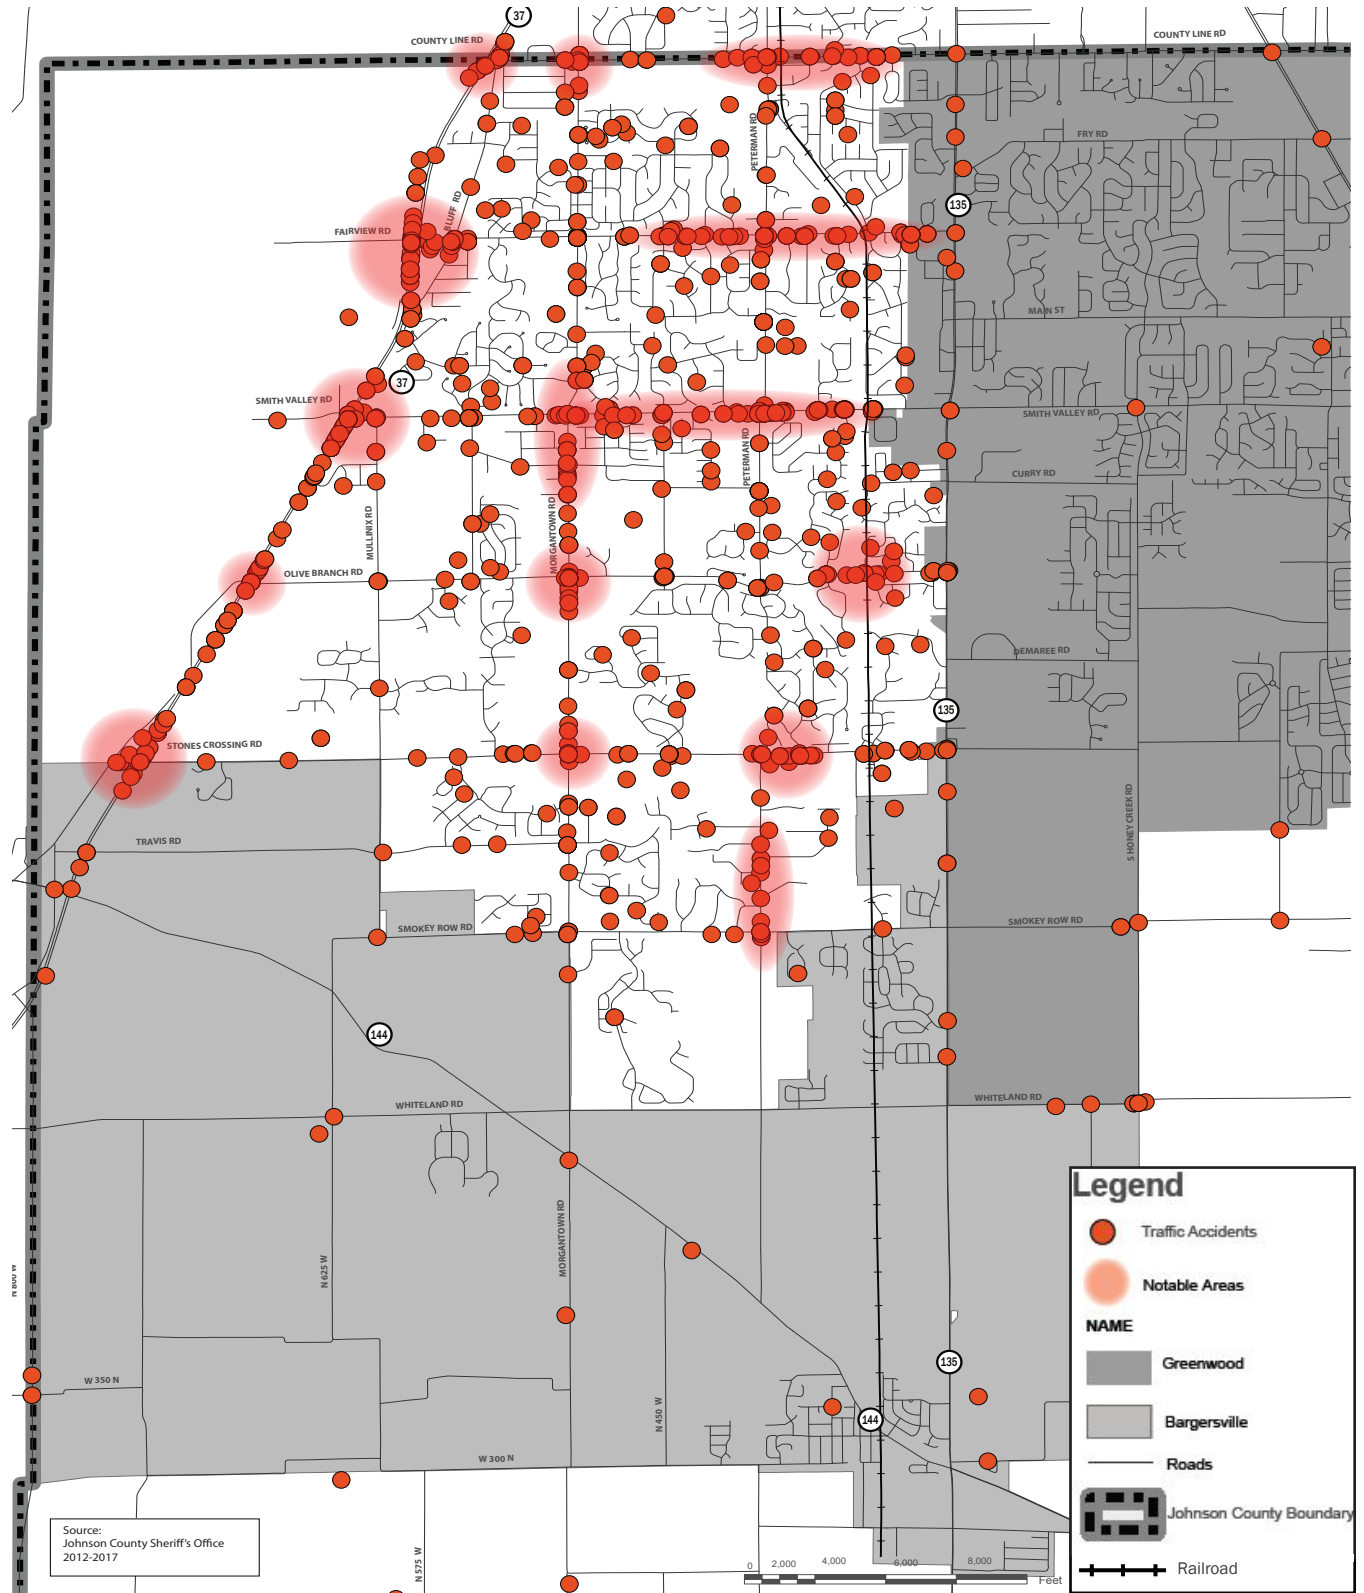 37
COUNTY LINE RD
COUNTY LINE RD
FRY RD
PETERMAN RD
BLUFF RD
135
FAIRVIEW RD
MAIN ST
37
SMITH VALLEY RD
SMITH VALLEY RD
PETERMAN RD
CURRY RD
MULLINIX RD
MORGANTOWN RD
OLIVE BRANCH RD
DEMAREE RD
135
STONES CROSSING RD
S HONEY CREEK RD
TRAVIS RD
SMOKEY ROW RD
SMOKEY ROW RD
144
WHITELAND RD
WHITELAND RD
N 800 W
N 625 W
MORGANTOWN RD
135
W 350 N
N 450 W
144
W 300 N
N 575 W
Legend
Traffic Accidents
Notable Areas
NAME
Greenwood
Bargersville
Roads
Johnson County Boundary
Railroad
Source:
Johnson County Sheriff's Office
2012-2017
0 2,000 4,000 6,000 8,000
Feet